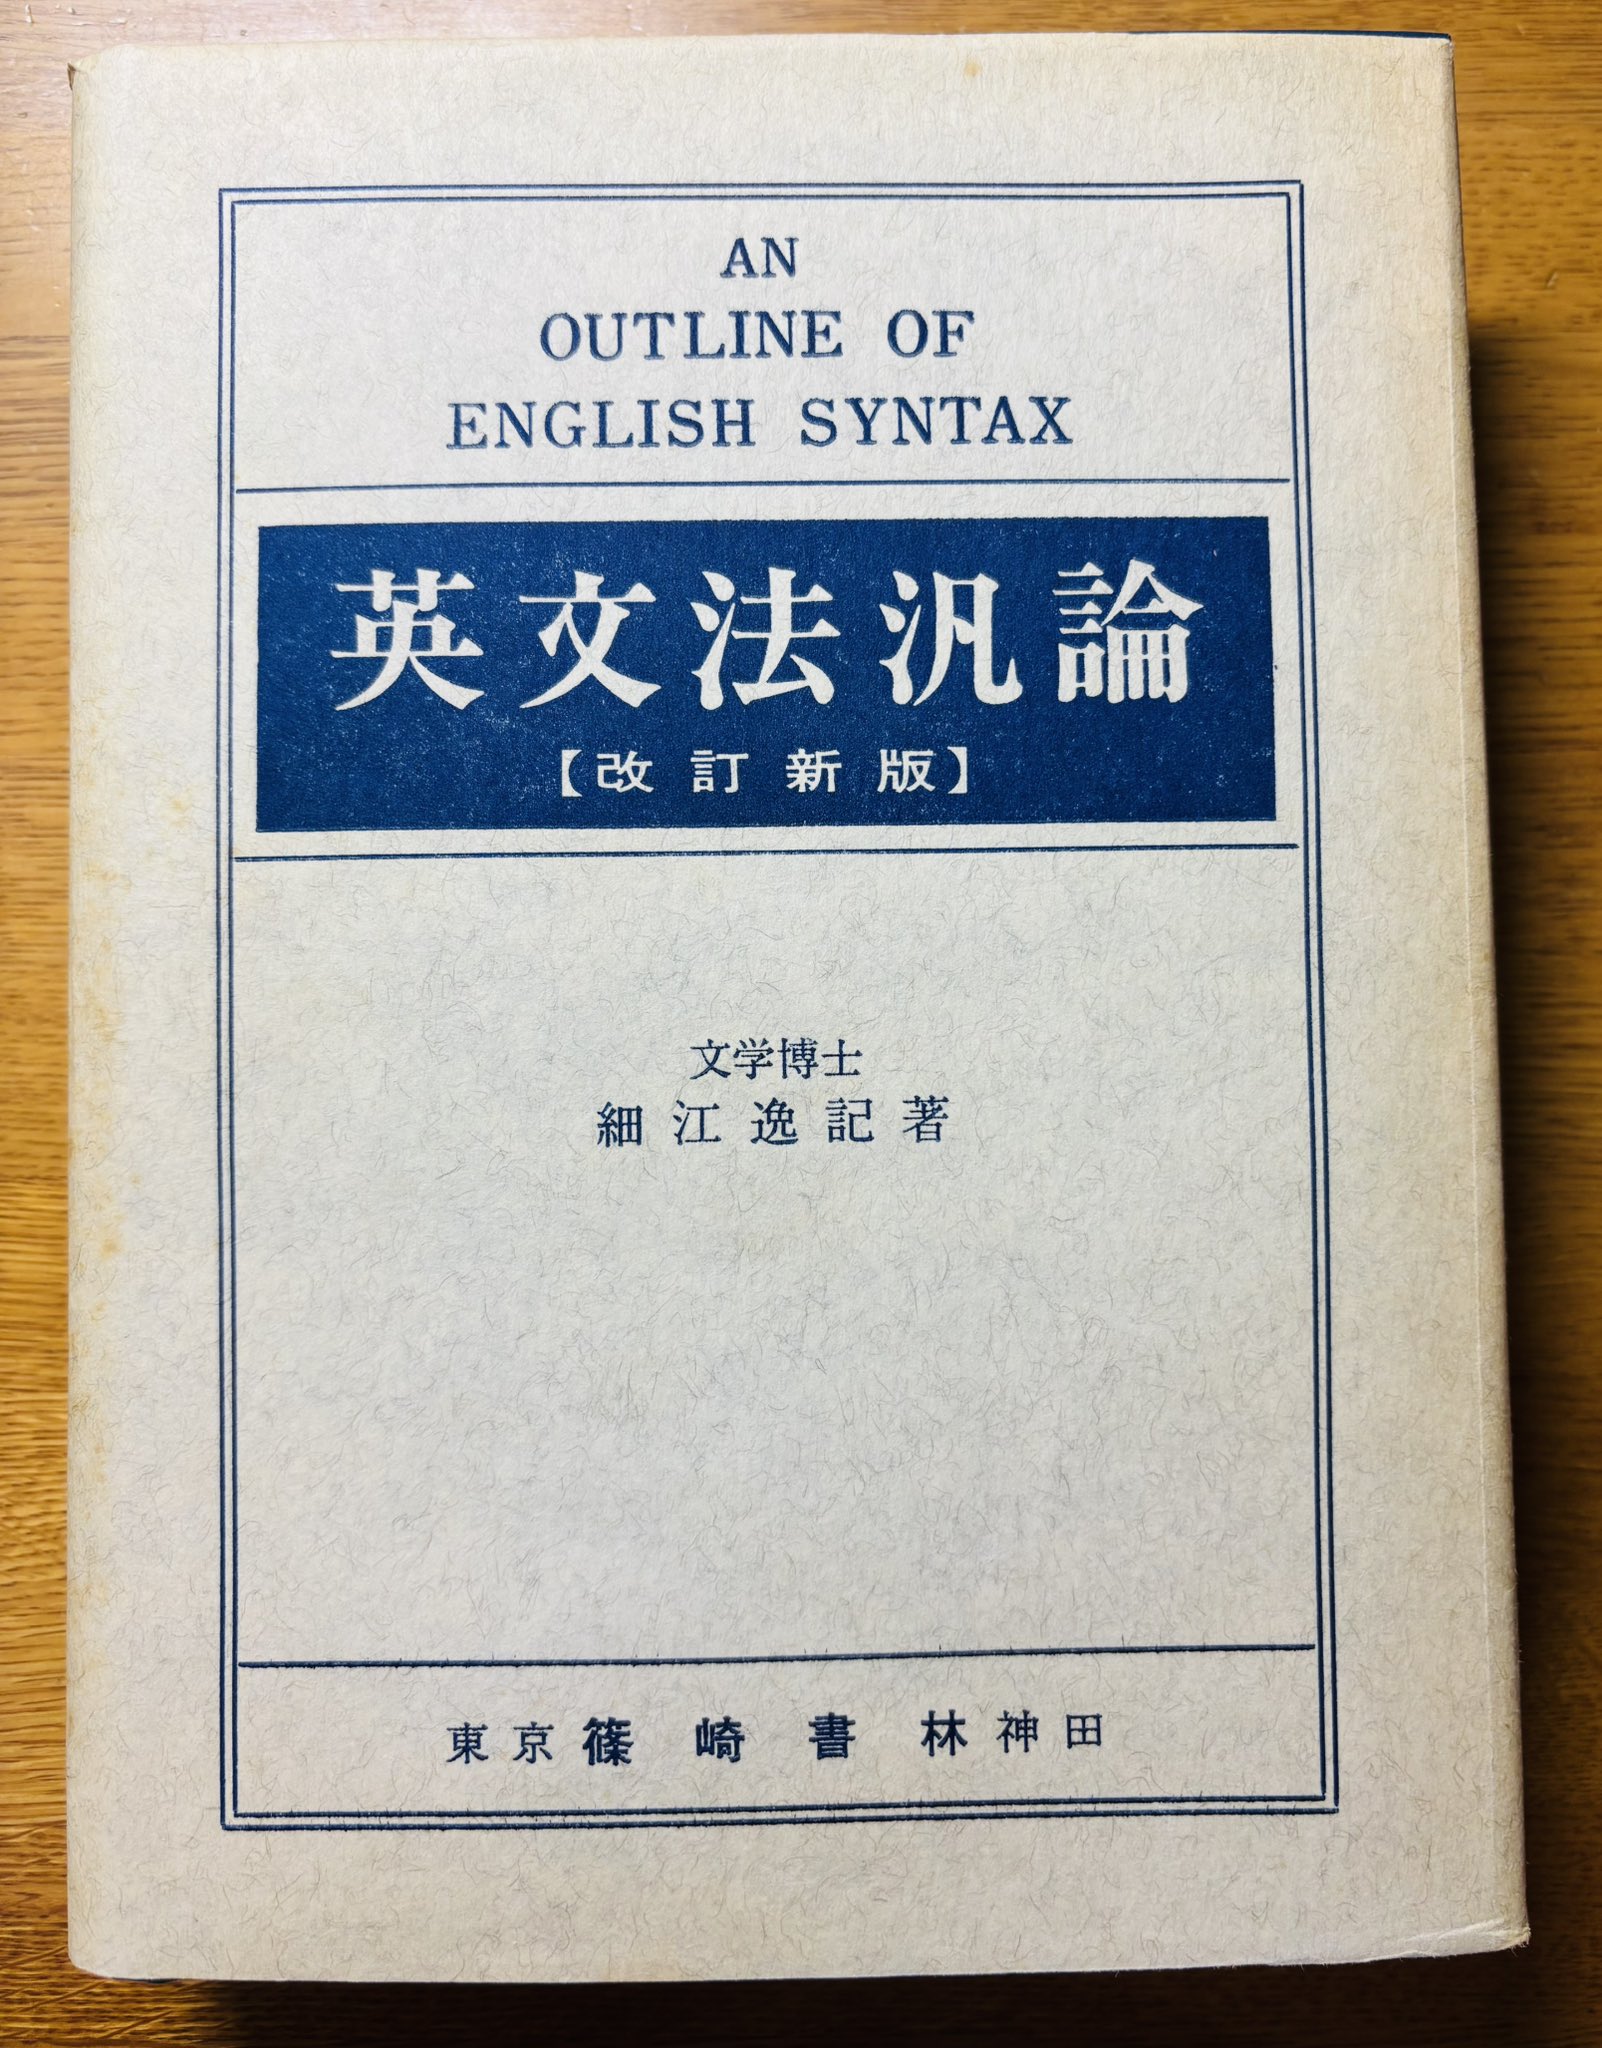 AN
OUTLINE OF
ENGLISH SYNTAX
英文法汎論
【改訂新版】
文学博士
細江逸記著
東京 篠崎書林 神田